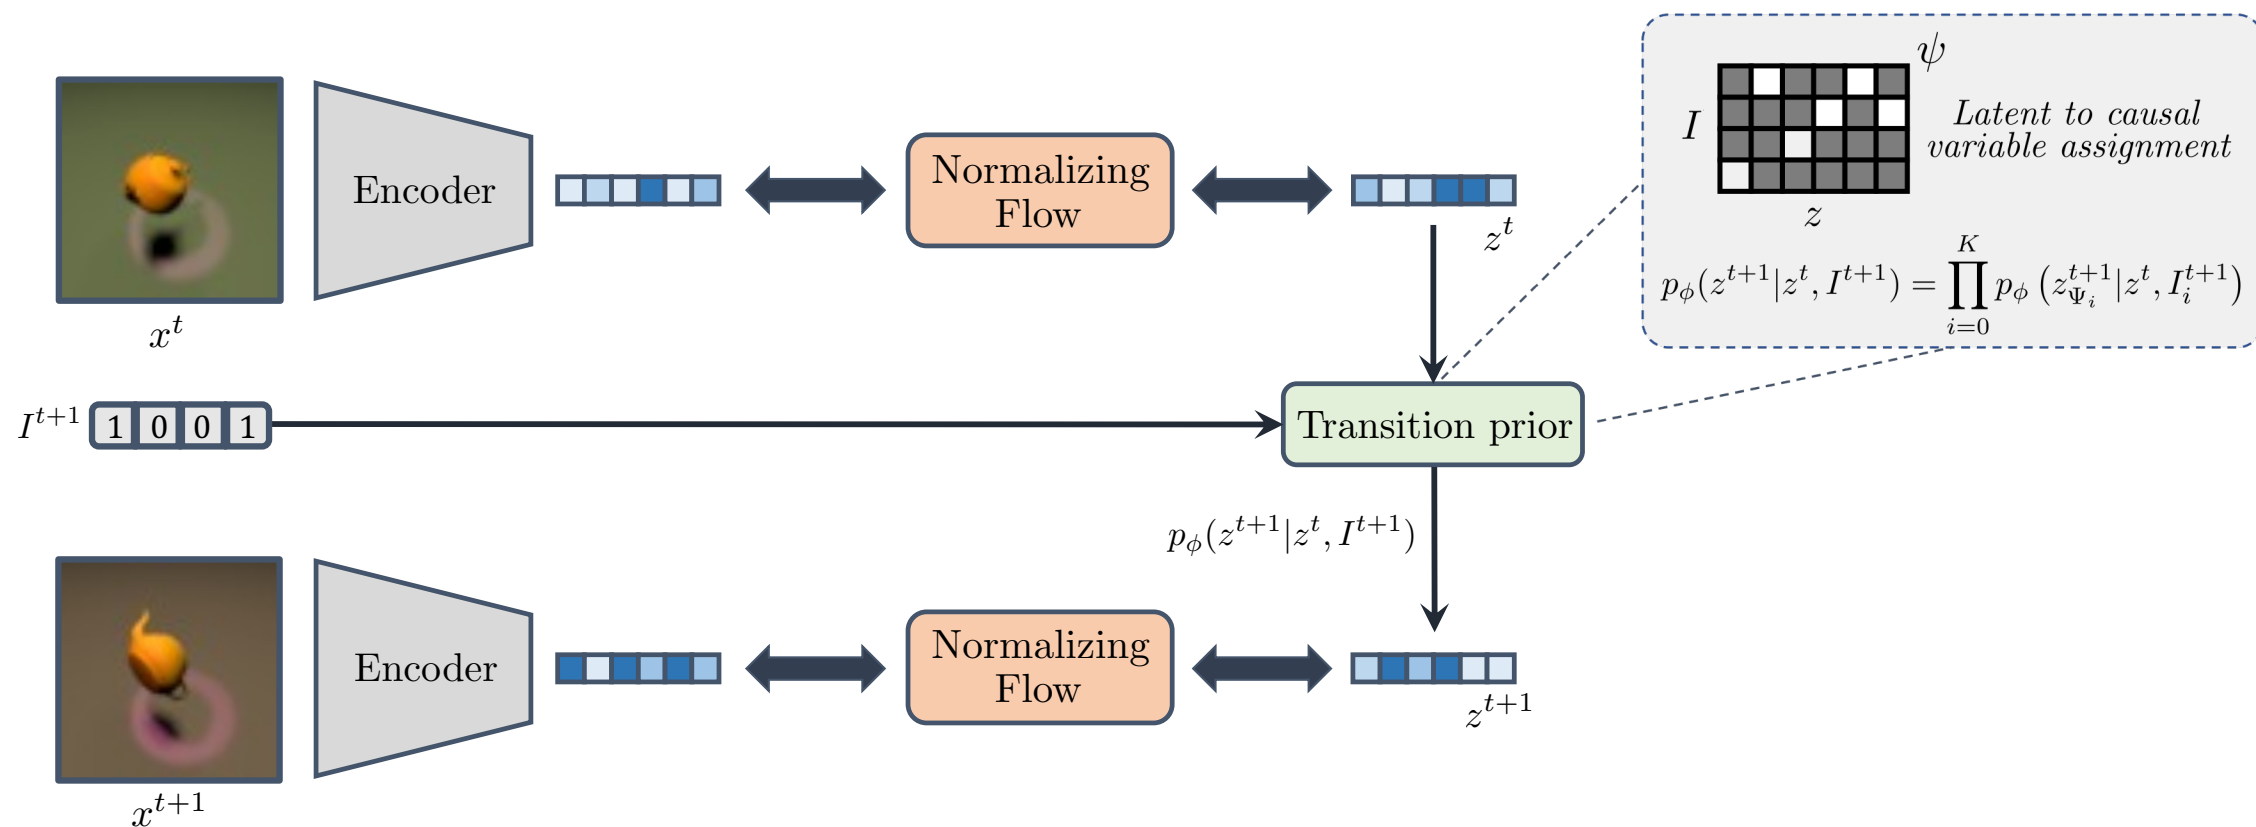 ψ
I
Latent to causal
variable assignment
z
p_ϕ(z^{t+1}|z^t, I^{t+1}) = ∏_{i=0}^{K} p_ϕ (z_{Ψ_i}^{t+1}|z^t, I_i^{t+1})
Encoder
Normalizing
Flow
z^t
x^t
I^{t+1} 1 0 0 1
Transition prior
p_ϕ(z^{t+1}|z^t, I^{t+1})
Encoder
Normalizing
Flow
z^{t+1}
x^{t+1}